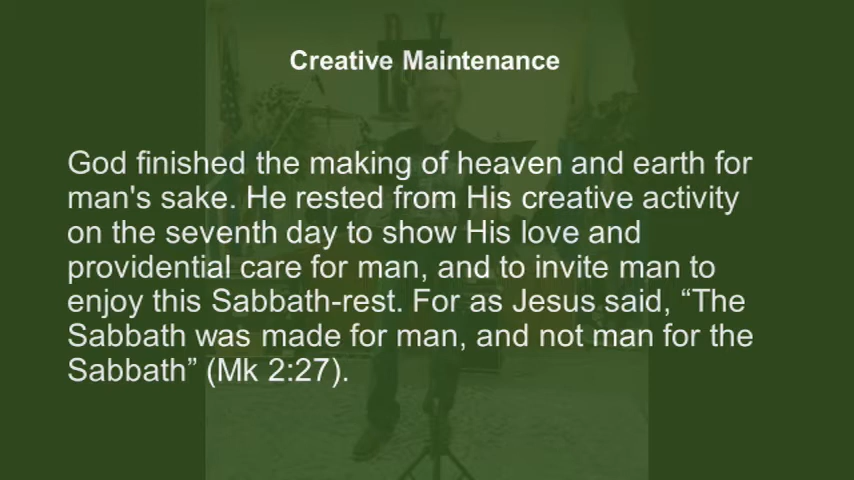 Creative Maintenance
God finished the making of heaven and earth for
man's sake. He rested from His creative activity
on the seventh day to show His love and
providential care for man, and to invite man to
enjoy this Sabbath-rest. For as Jesus said, “The
Sabbath was made for man, and not man for the
Sabbath” (Mk 2:27).